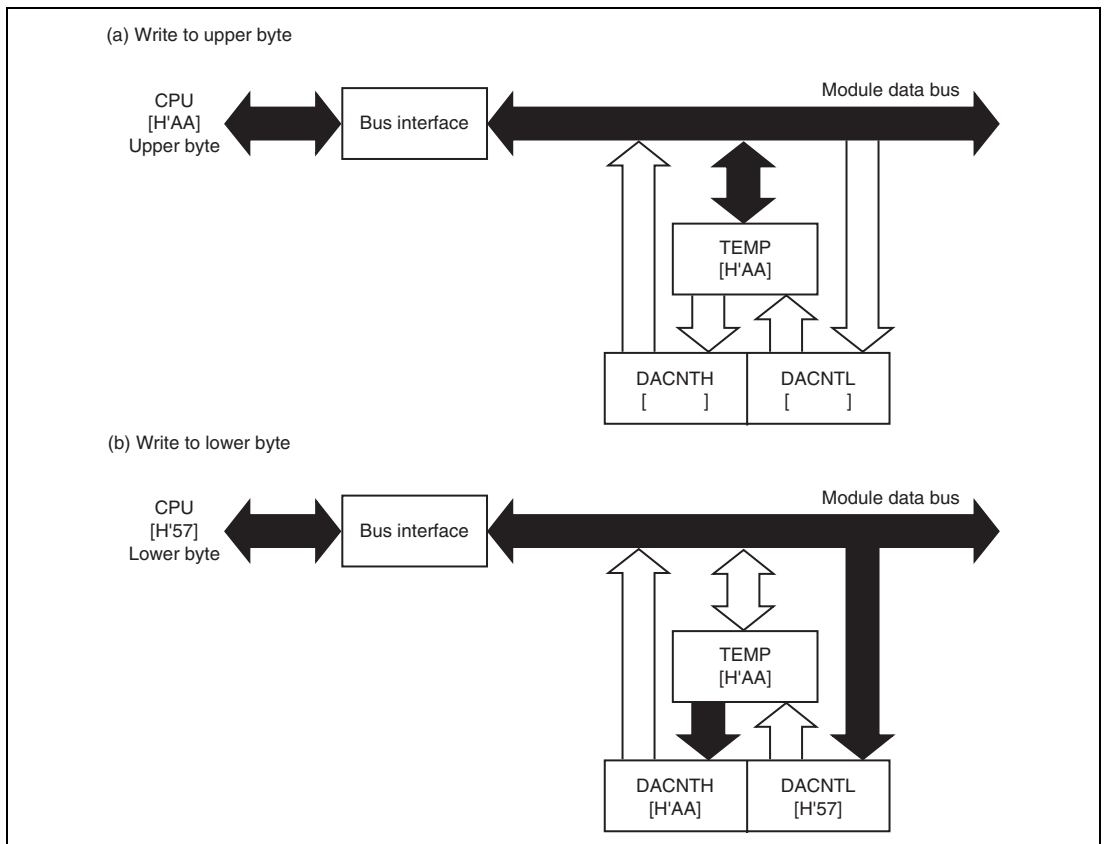 (a) Write to upper byte
CPU
[H'AA]
Upper byte
Bus interface
Module data bus
TEMP
[H'AA]
DACNTH
[ ]
DACNTL
[ ]
(b) Write to lower byte
CPU
[H'57]
Lower byte
Bus interface
Module data bus
TEMP
[H'AA]
DACNTH
[H'AA]
DACNTL
[H'57]